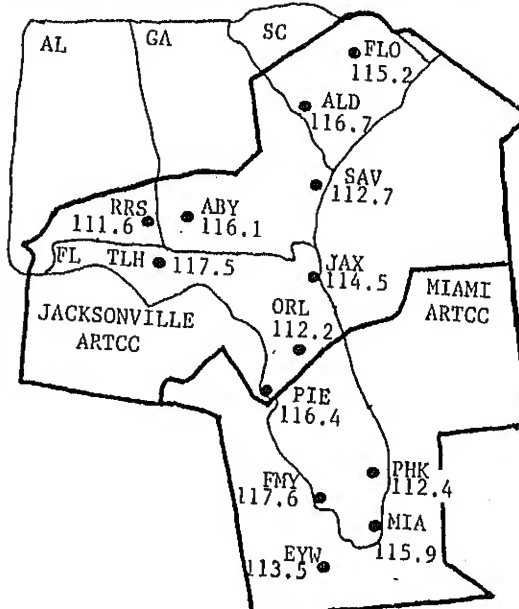 AL
GA
SC
FLO
115.2
ALD
116.7
SAV
112.7
RRS
111.6
ABY
116.1
FL
TLH
117.5
JAX
114.5
MIAMI
ARTCC
JACKSONVILLE
ARTCC
ORL
112.2
PIE
116.4
PHK
112.4
FMY
117.6
MIA
115.9
EYW
113.5